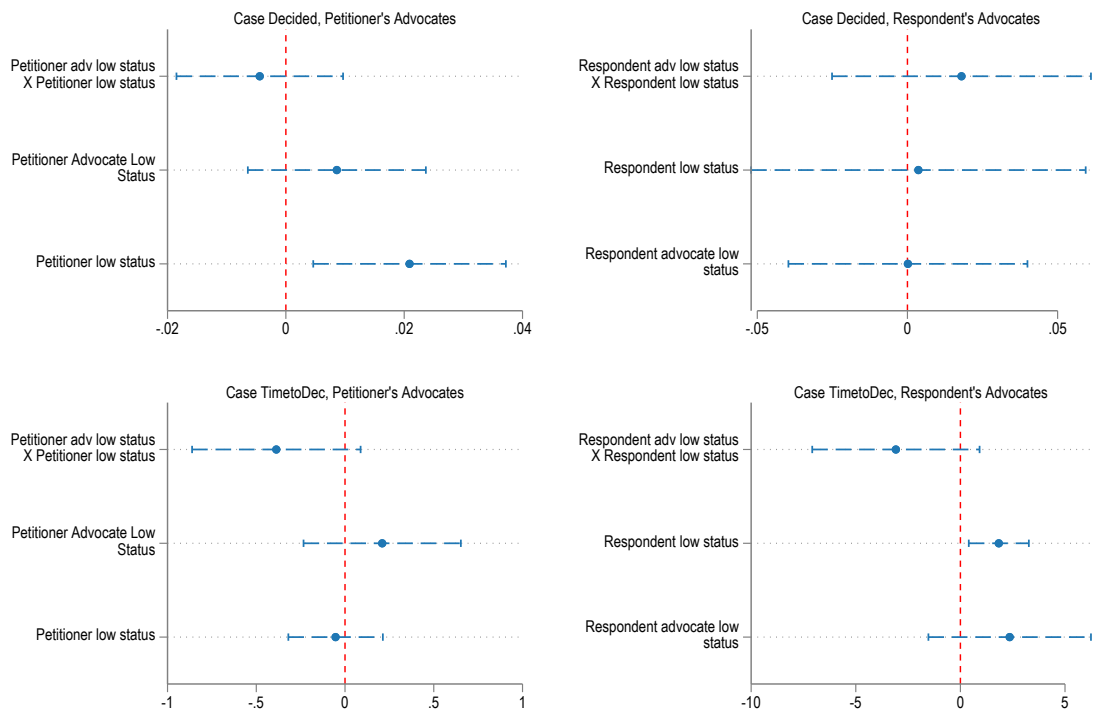 Case Decided, Petitioner's Advocates
Petitioner adv low status
X Petitioner low status
Petitioner Advocate Low
Status
Petitioner low status
-.02 0 .02 .04
Case Decided, Respondent's Advocates
Respondent adv low status
X Respondent low status
Respondent low status
Respondent advocate low
status
-.05 0 .05
Case TimetoDec, Petitioner's Advocates
Petitioner adv low status
X Petitioner low status
Petitioner Advocate Low
Status
Petitioner low status
-1 -.5 0 .5 1
Case TimetoDec, Respondent's Advocates
Respondent adv low status
X Respondent low status
Respondent low status
Respondent advocate low
status
-10 -5 0 5